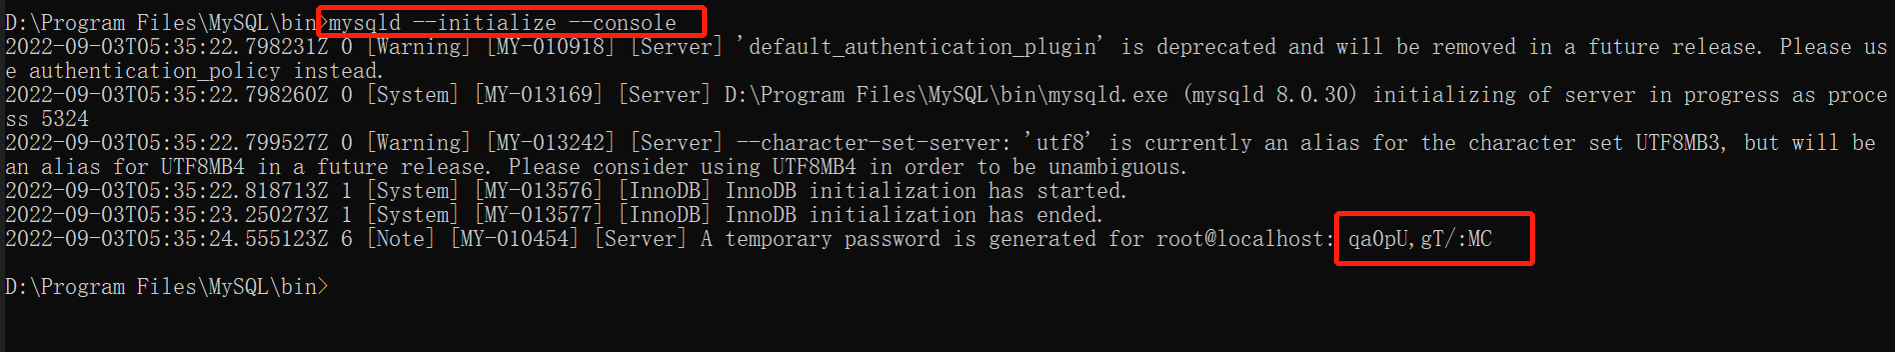 D:\Program Files\MySQL\bin>mysqld --initialize --console
2022-09-03T05:35:22.798231Z 0 [Warning] [MY-010918] [Server] 'default_authentication_plugin' is deprecated and will be removed in a future release. Please us
e authentication_policy instead.
2022-09-03T05:35:22.798260Z 0 [System] [MY-013169] [Server] D:\Program Files\MySQL\bin\mysqld.exe (mysqld 8.0.30) initializing of server in progress as proce
ss 5324
2022-09-03T05:35:22.799527Z 0 [Warning] [MY-013242] [Server] --character-set-server: 'utf8' is currently an alias for the character set UTF8MB3, but will be
an alias for UTF8MB4 in a future release. Please consider using UTF8MB4 in order to be unambiguous.
2022-09-03T05:35:22.818713Z 1 [System] [MY-013576] [InnoDB] InnoDB initialization has started.
2022-09-03T05:35:23.250273Z 1 [System] [MY-013577] [InnoDB] InnoDB initialization has ended.
2022-09-03T05:35:24.555123Z 6 [Note] [MY-010454] [Server] A temporary password is generated for root@localhost: qa0pU,gT/:MC
D:\Program Files\MySQL\bin>